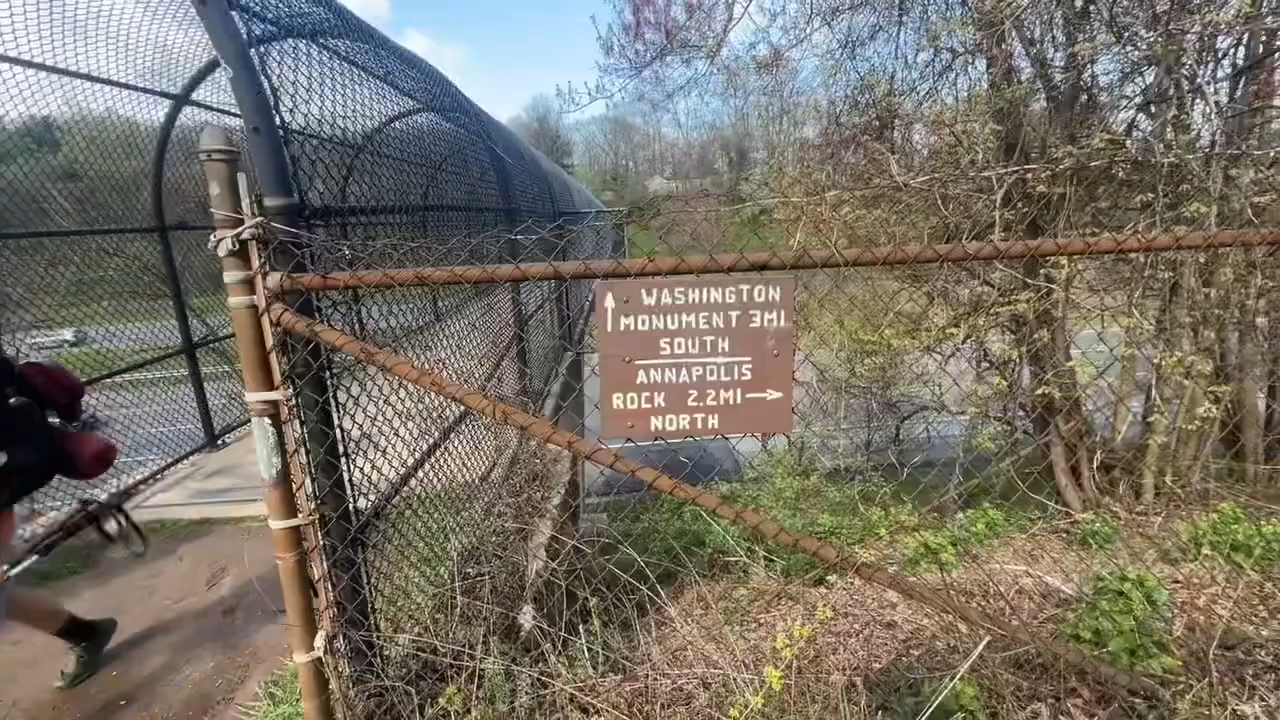 WASHINGTON
MONUMENT 3MI
SOUTH
ANNAPOLIS
ROCK 2.2MI
NORTH